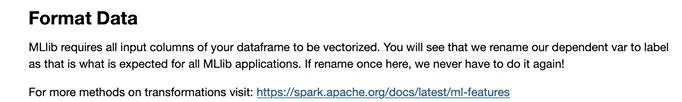 Format Data
MLlib requires all input columns of your dataframe to be vectorized. You will see that we rename our dependent var to label
as that is what is expected for all MLlib applications. If rename once here, we never have to do it again!
For more methods on transformations visit: https://spark.apache.org/docs/latest/ml-features